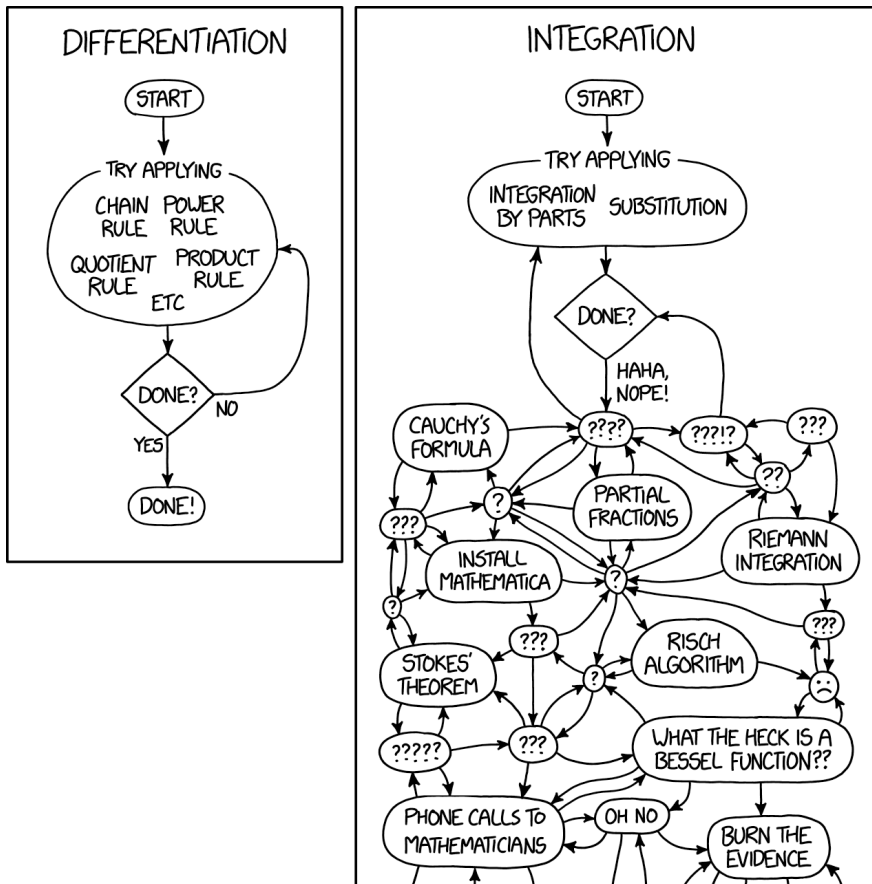 DIFFERENTIATION
START
TRY APPLYING
CHAIN RULE
POWER RULE
QUOTIENT RULE
PRODUCT RULE
ETC
DONE?
NO
YES
DONE!
INTEGRATION
START
TRY APPLYING
INTEGRATION
BY PARTS
SUBSTITUTION
DONE?
HAHA,
NOPE!
CAUCHY'S
FORMULA
????
???!?
???
??
?
PARTIAL
FRACTIONS
???
RIEMANN
INTEGRATION
INSTALL
MATHEMATICA
?
?
???
???
STOKES'
THEOREM
?
RISCH
ALGORITHM
?????
???
WHAT THE HECK IS A
BESSEL FUNCTION??
PHONE CALLS TO
MATHEMATICIANS
OH NO
BURN THE
EVIDENCE